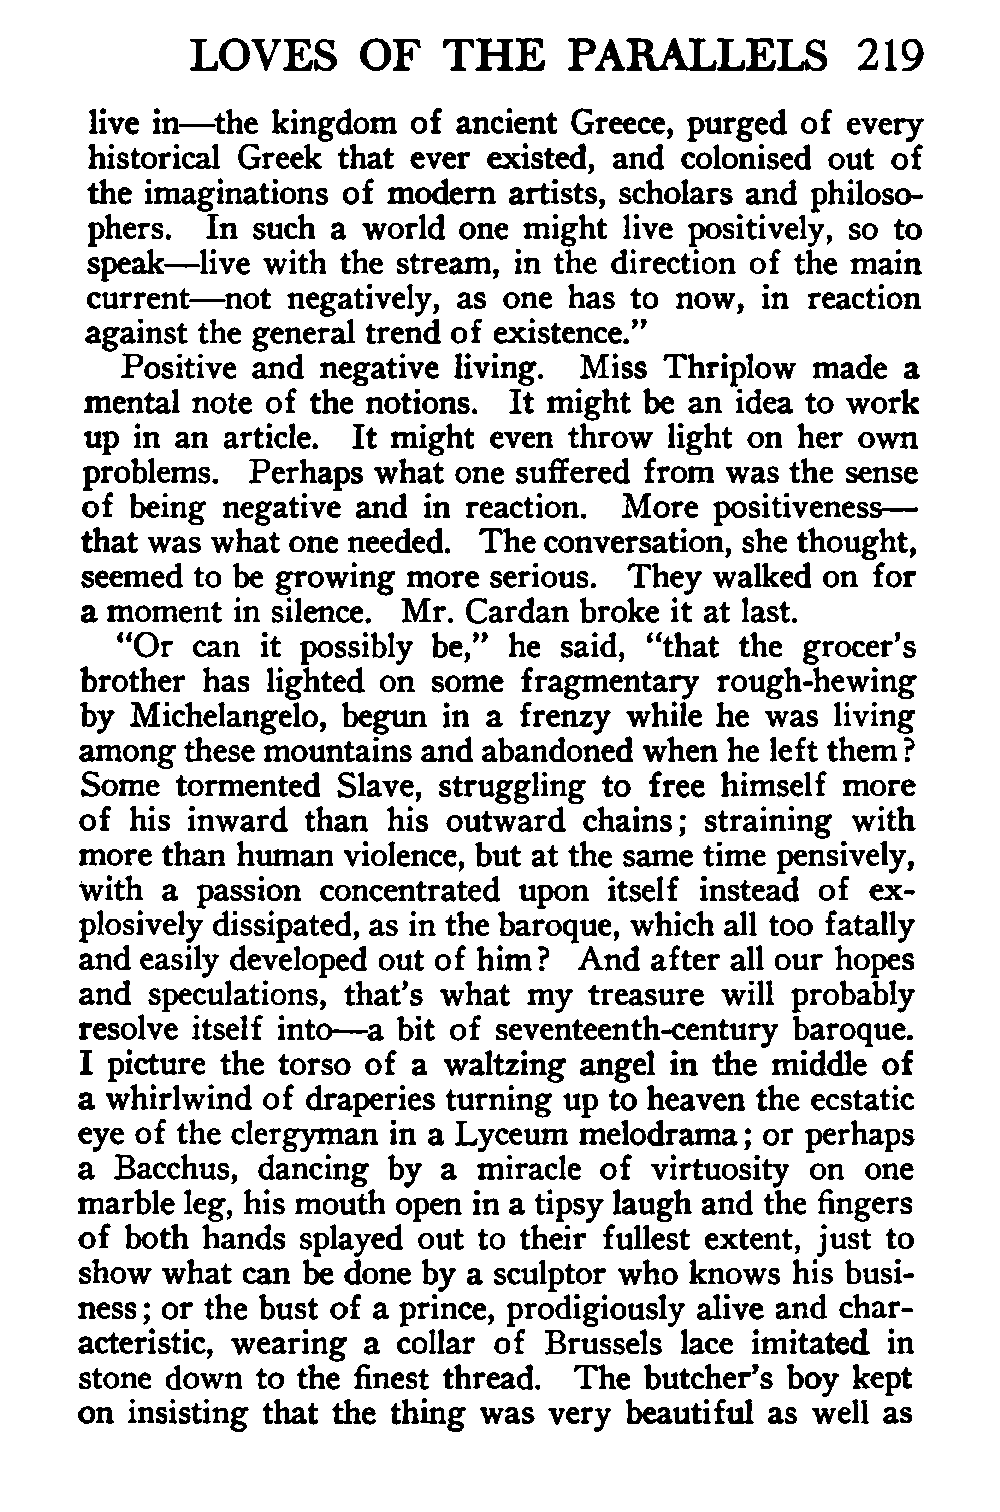 LOVES OF THE PARALLELS 219
live in—the kingdom of ancient Greece, purged of every
historical Greek that ever existed, and colonised out of
the imaginations of modern artists, scholars and philoso-
phers. In such a world one might live positively, so to
speak—live with the stream, in the direction of the main
current—not negatively, as one has to now, in reaction
against the general trend of existence.”
Positive and negative living. Miss Thriplow made a
mental note of the notions. It might be an idea to work
up in an article. It might even throw light on her own
problems. Perhaps what one suffered from was the sense
of being negative and in reaction. More positiveness—
that was what one needed. The conversation, she thought,
seemed to be growing more serious. They walked on for
a moment in silence. Mr. Cardan broke it at last.
“Or can it possibly be,” he said, “that the grocer’s
brother has lighted on some fragmentary rough-hewing
by Michelangelo, begun in a frenzy while he was living
among these mountains and abandoned when he left them?
Some tormented Slave, struggling to free himself more
of his inward than his outward chains; straining with
more than human violence, but at the same time pensively,
with a passion concentrated upon itself instead of ex-
plosively dissipated, as in the baroque, which all too fatally
and easily developed out of him? And after all our hopes
and speculations, that’s what my treasure will probably
resolve itself into—a bit of seventeenth-century baroque.
I picture the torso of a waltzing angel in the middle of
a whirlwind of draperies turning up to heaven the ecstatic
eye of the clergyman in a Lyceum melodrama; or perhaps
a Bacchus, dancing by a miracle of virtuosity on one
marble leg, his mouth open in a tipsy laugh and the fingers
of both hands splayed out to their fullest extent, just to
show what can be done by a sculptor who knows his busi-
ness; or the bust of a prince, prodigiously alive and char-
acteristic, wearing a collar of Brussels lace imitated in
stone down to the finest thread. The butcher’s boy kept
on insisting that the thing was very beautiful as well as